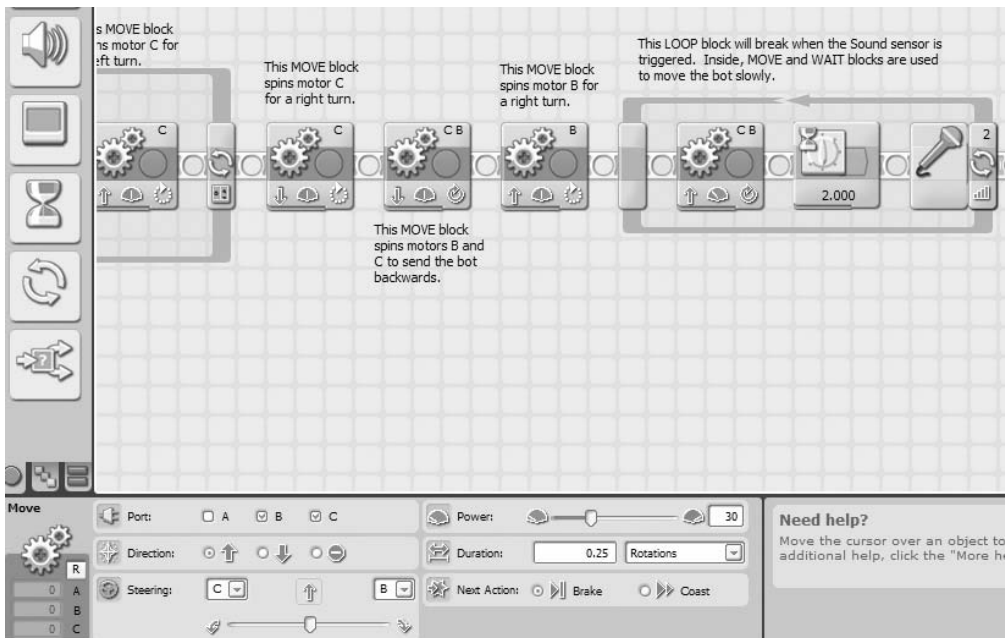 s MOVE block
ns motor C for
eft turn.
This MOVE block
spins motor C
for a right turn.
This MOVE block
spins motor B for
a right turn.
This LOOP block will break when the Sound sensor is
triggered. Inside, MOVE and WAIT blocks are used
to move the bot slowly.
C
C
C B
B
C B
2
2.000
This MOVE block
spins motors B and
C to send the bot
backwards.
Move
R
0 A
0 B
0 C
Port: A B C
Direction:
Steering: C B
Power: 30
Duration: 0.25 Rotations
Next Action: Brake Coast
Need help?
Move the cursor over an object to
additional help, click the "More he